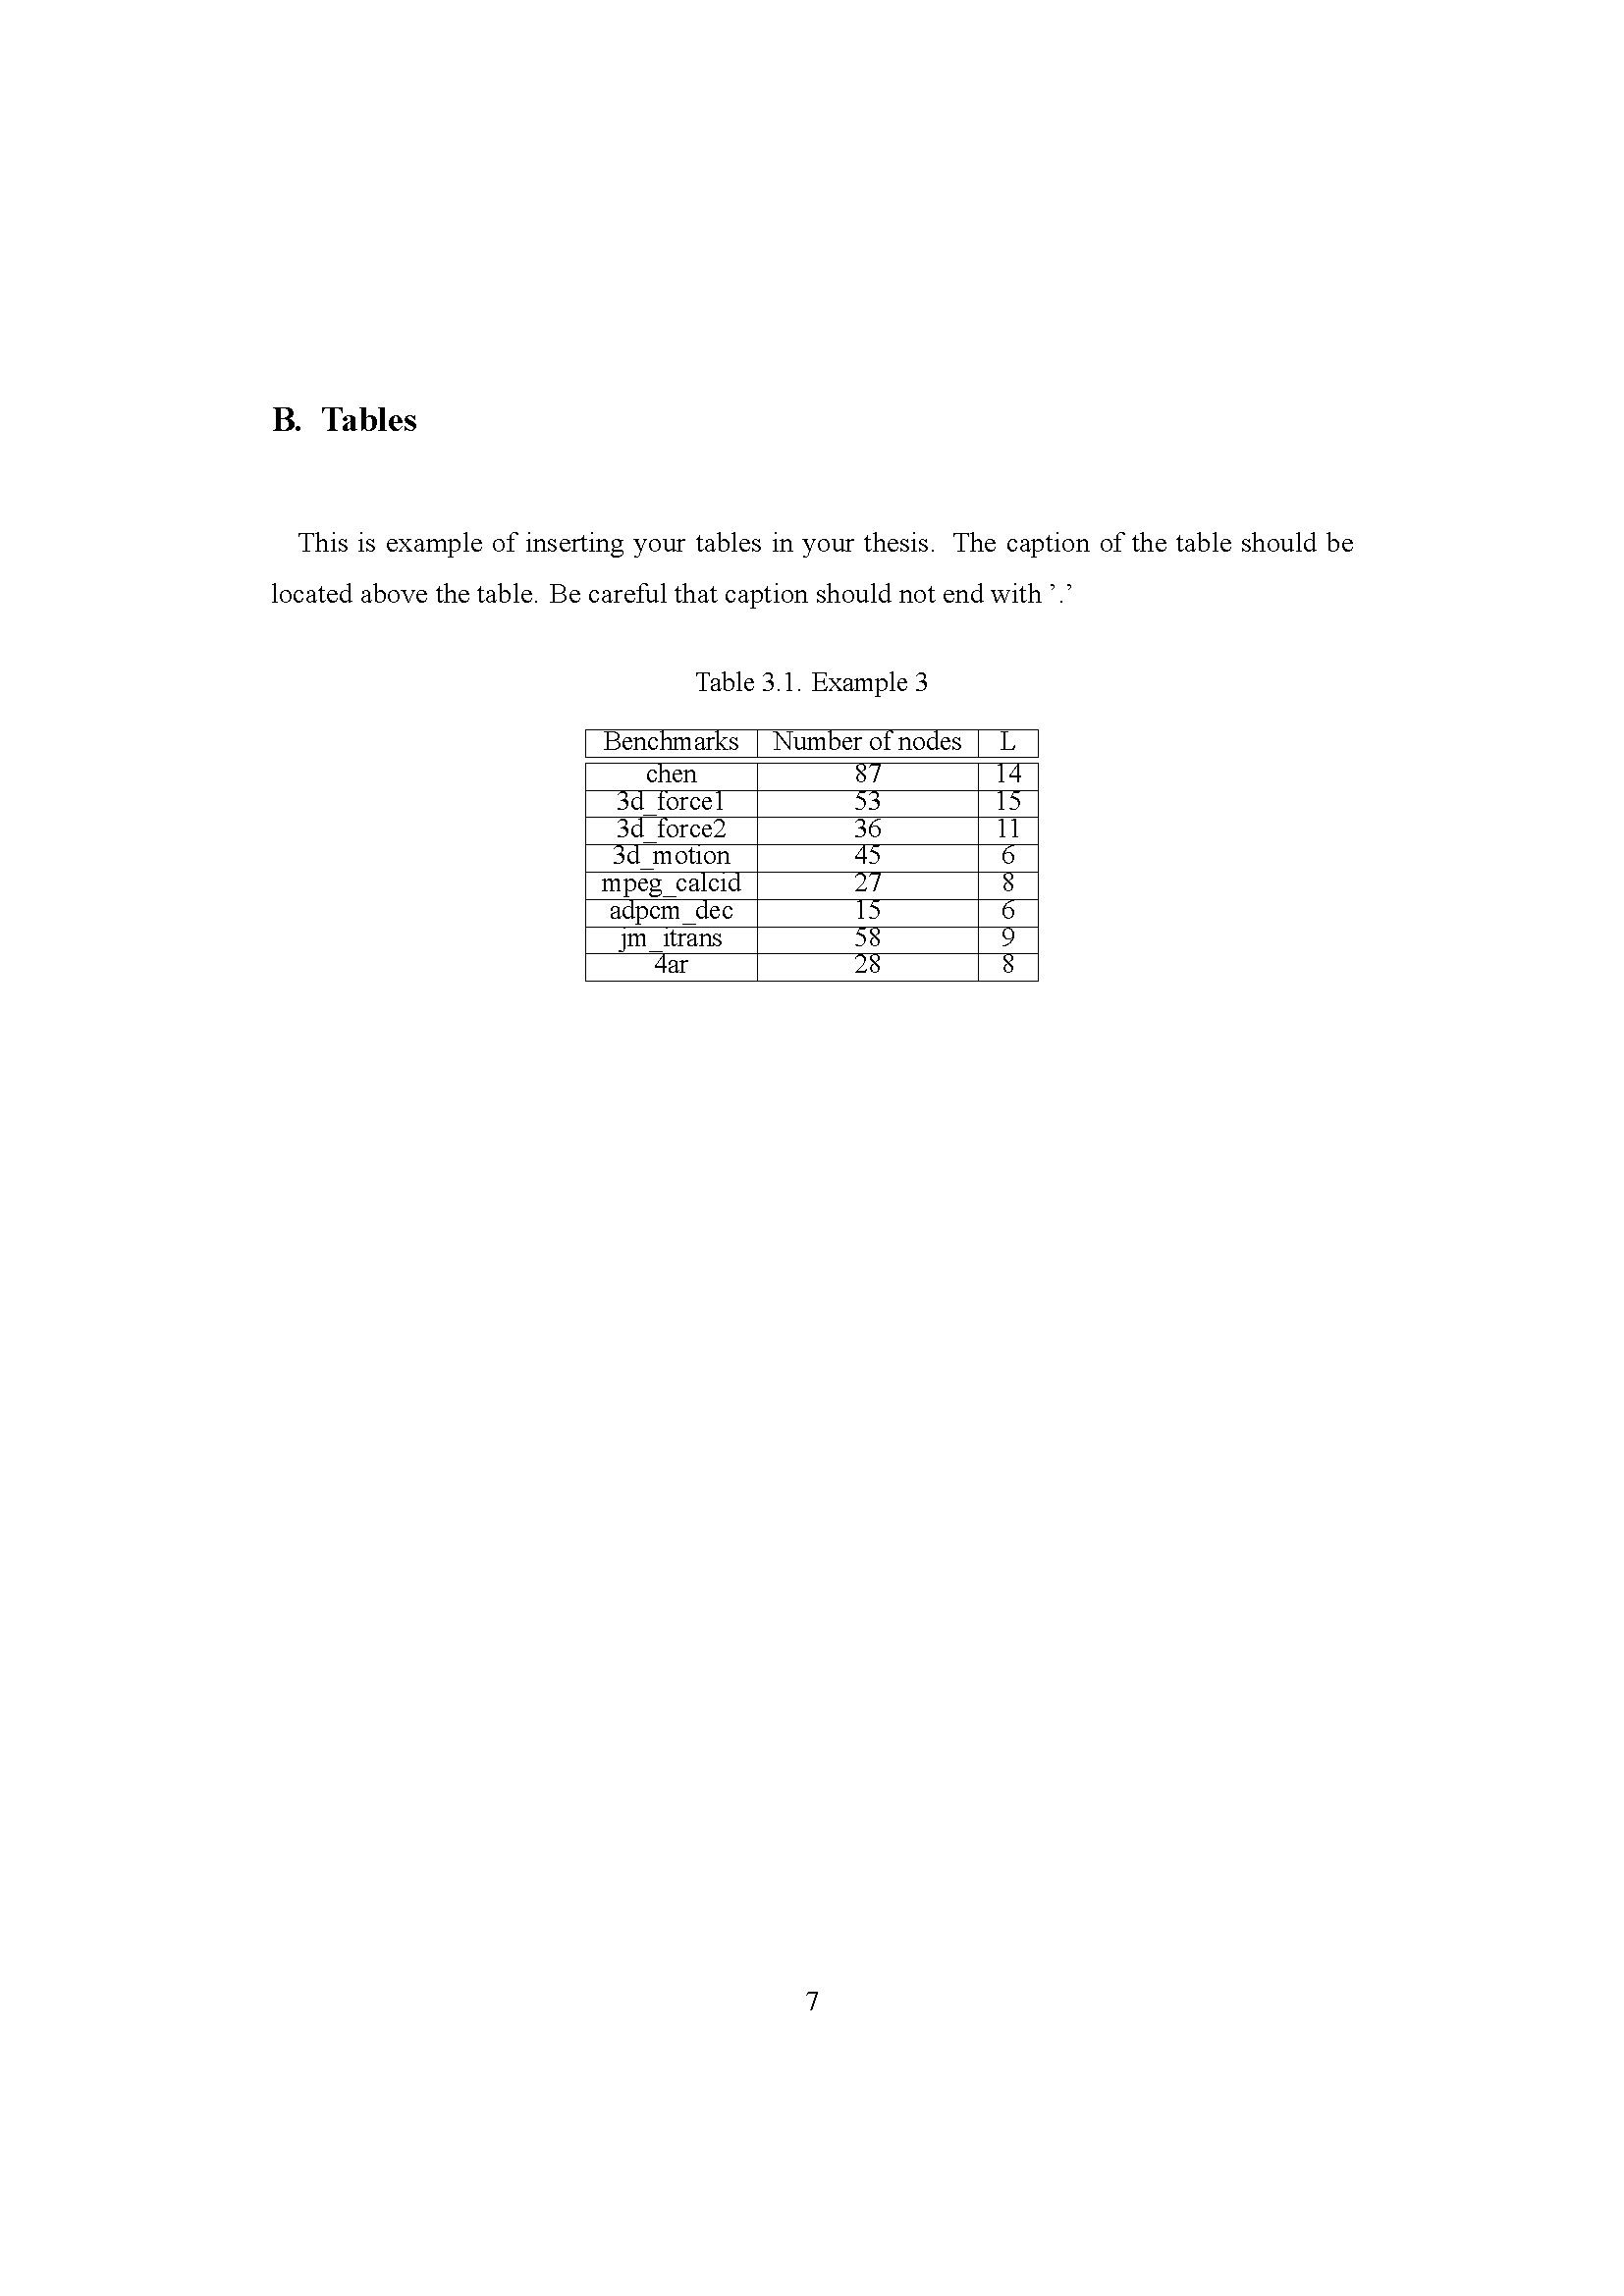 B. Tables
This is example of inserting your tables in your thesis. The caption of the table should be
located above the table. Be careful that caption should not end with ’.’
Table 3.1. Example 3
Benchmarks Number of nodes L
chen 87 14
3d_force1 53 15
3d_force2 36 11
3d_motion 45 6
mpeg_calcid 27 8
adpcm_dec 15 6
jm_itrans 58 9
4ar 28 8
7